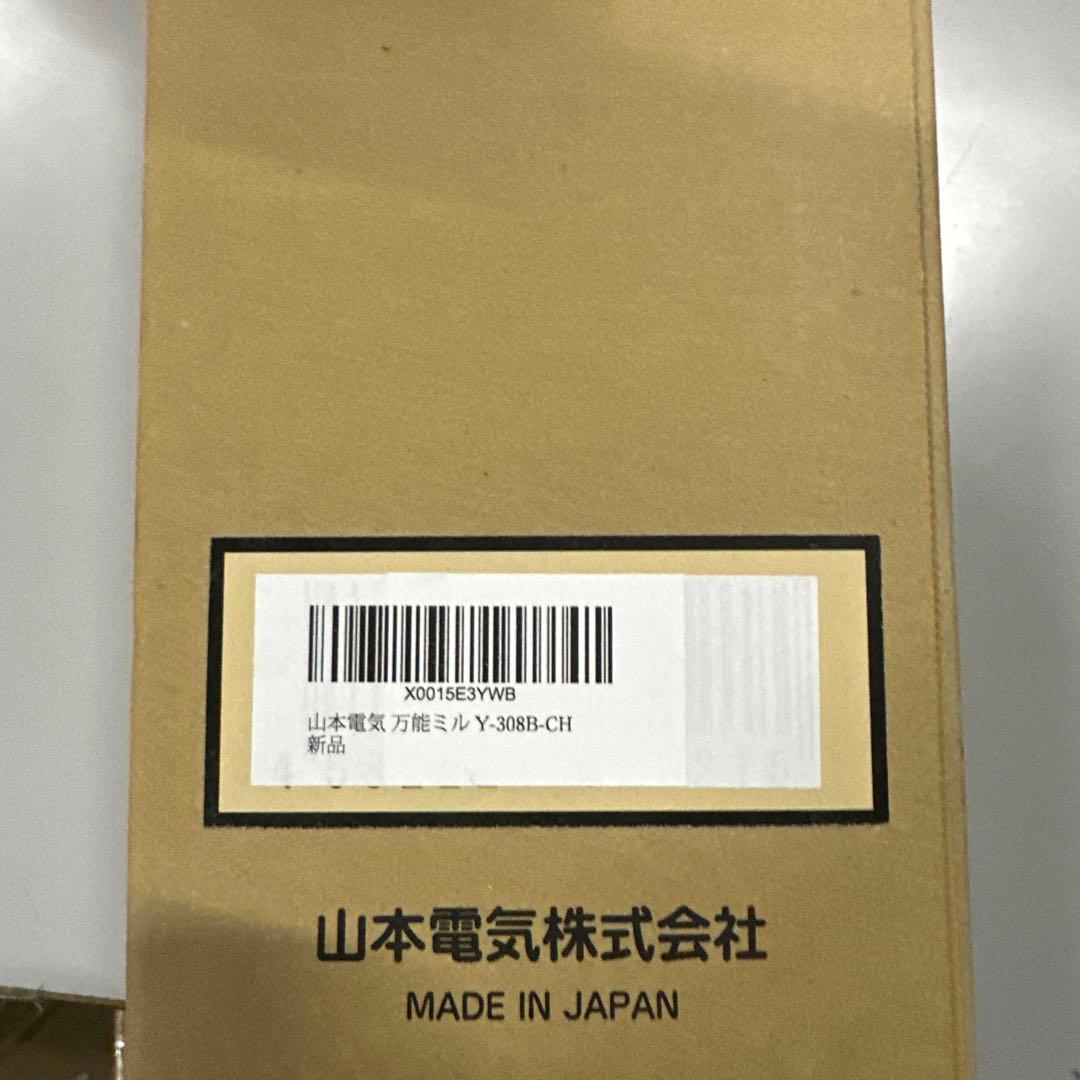 X0015E3YWB
山本電気 万能ミル Y-308B-CH
新品
山本電気株式会社
MADE IN JAPAN